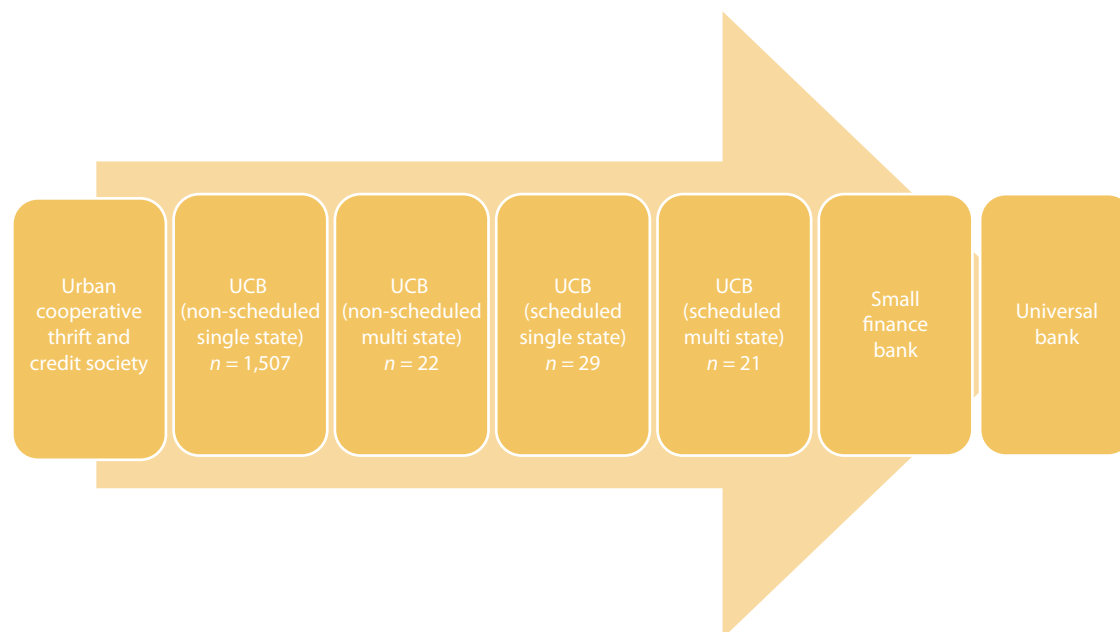 Urban
cooperative
thrift and
credit society
UCB
(non-scheduled
single state)
n = 1,507
UCB
(non-scheduled
multi state)
n = 22
UCB
(scheduled
single state)
n = 29
UCB
(scheduled
multi state)
n = 21
Small
finance
bank
Universal
bank